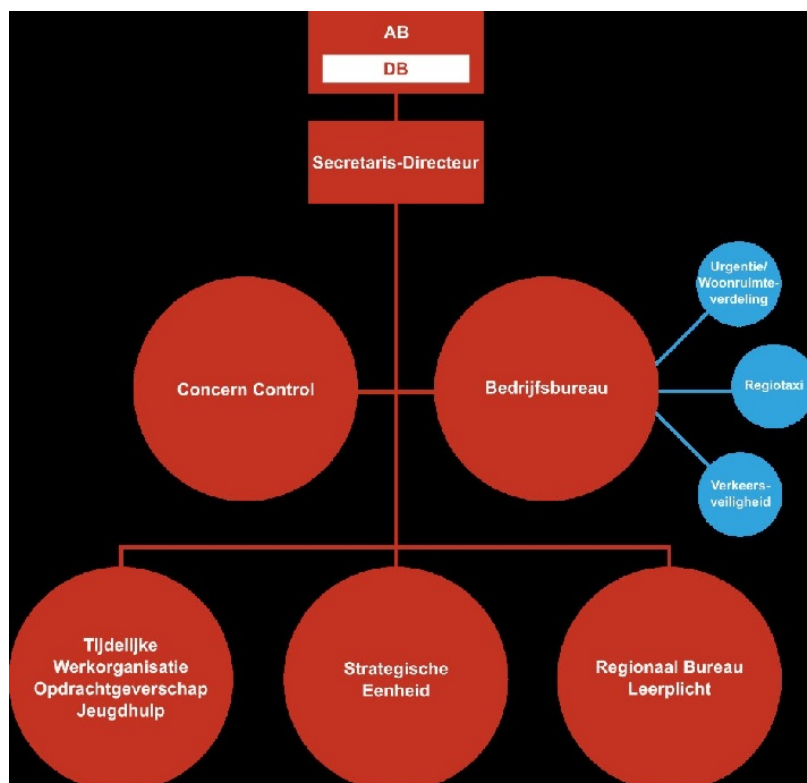 AB
DB
Secretaris-Directeur
Urgentie/
Woonruimte-
verdeling
Concern Control
Bedrijfsbureau
Regiotaxi
Verkeers-
veiligheid
Tijdelijke
Werkorganisatie
Opdrachtgeverschap
Jeugdhulp
Strategische
Eenheid
Regionaal Bureau
Leerplicht